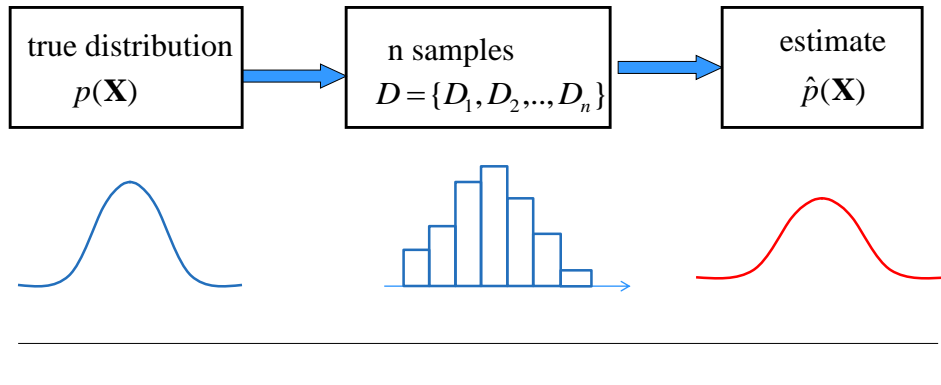 true distribution
p(X)
n samples
D = {D₁, D₂,.., Dₙ}
estimate
p̂(X)